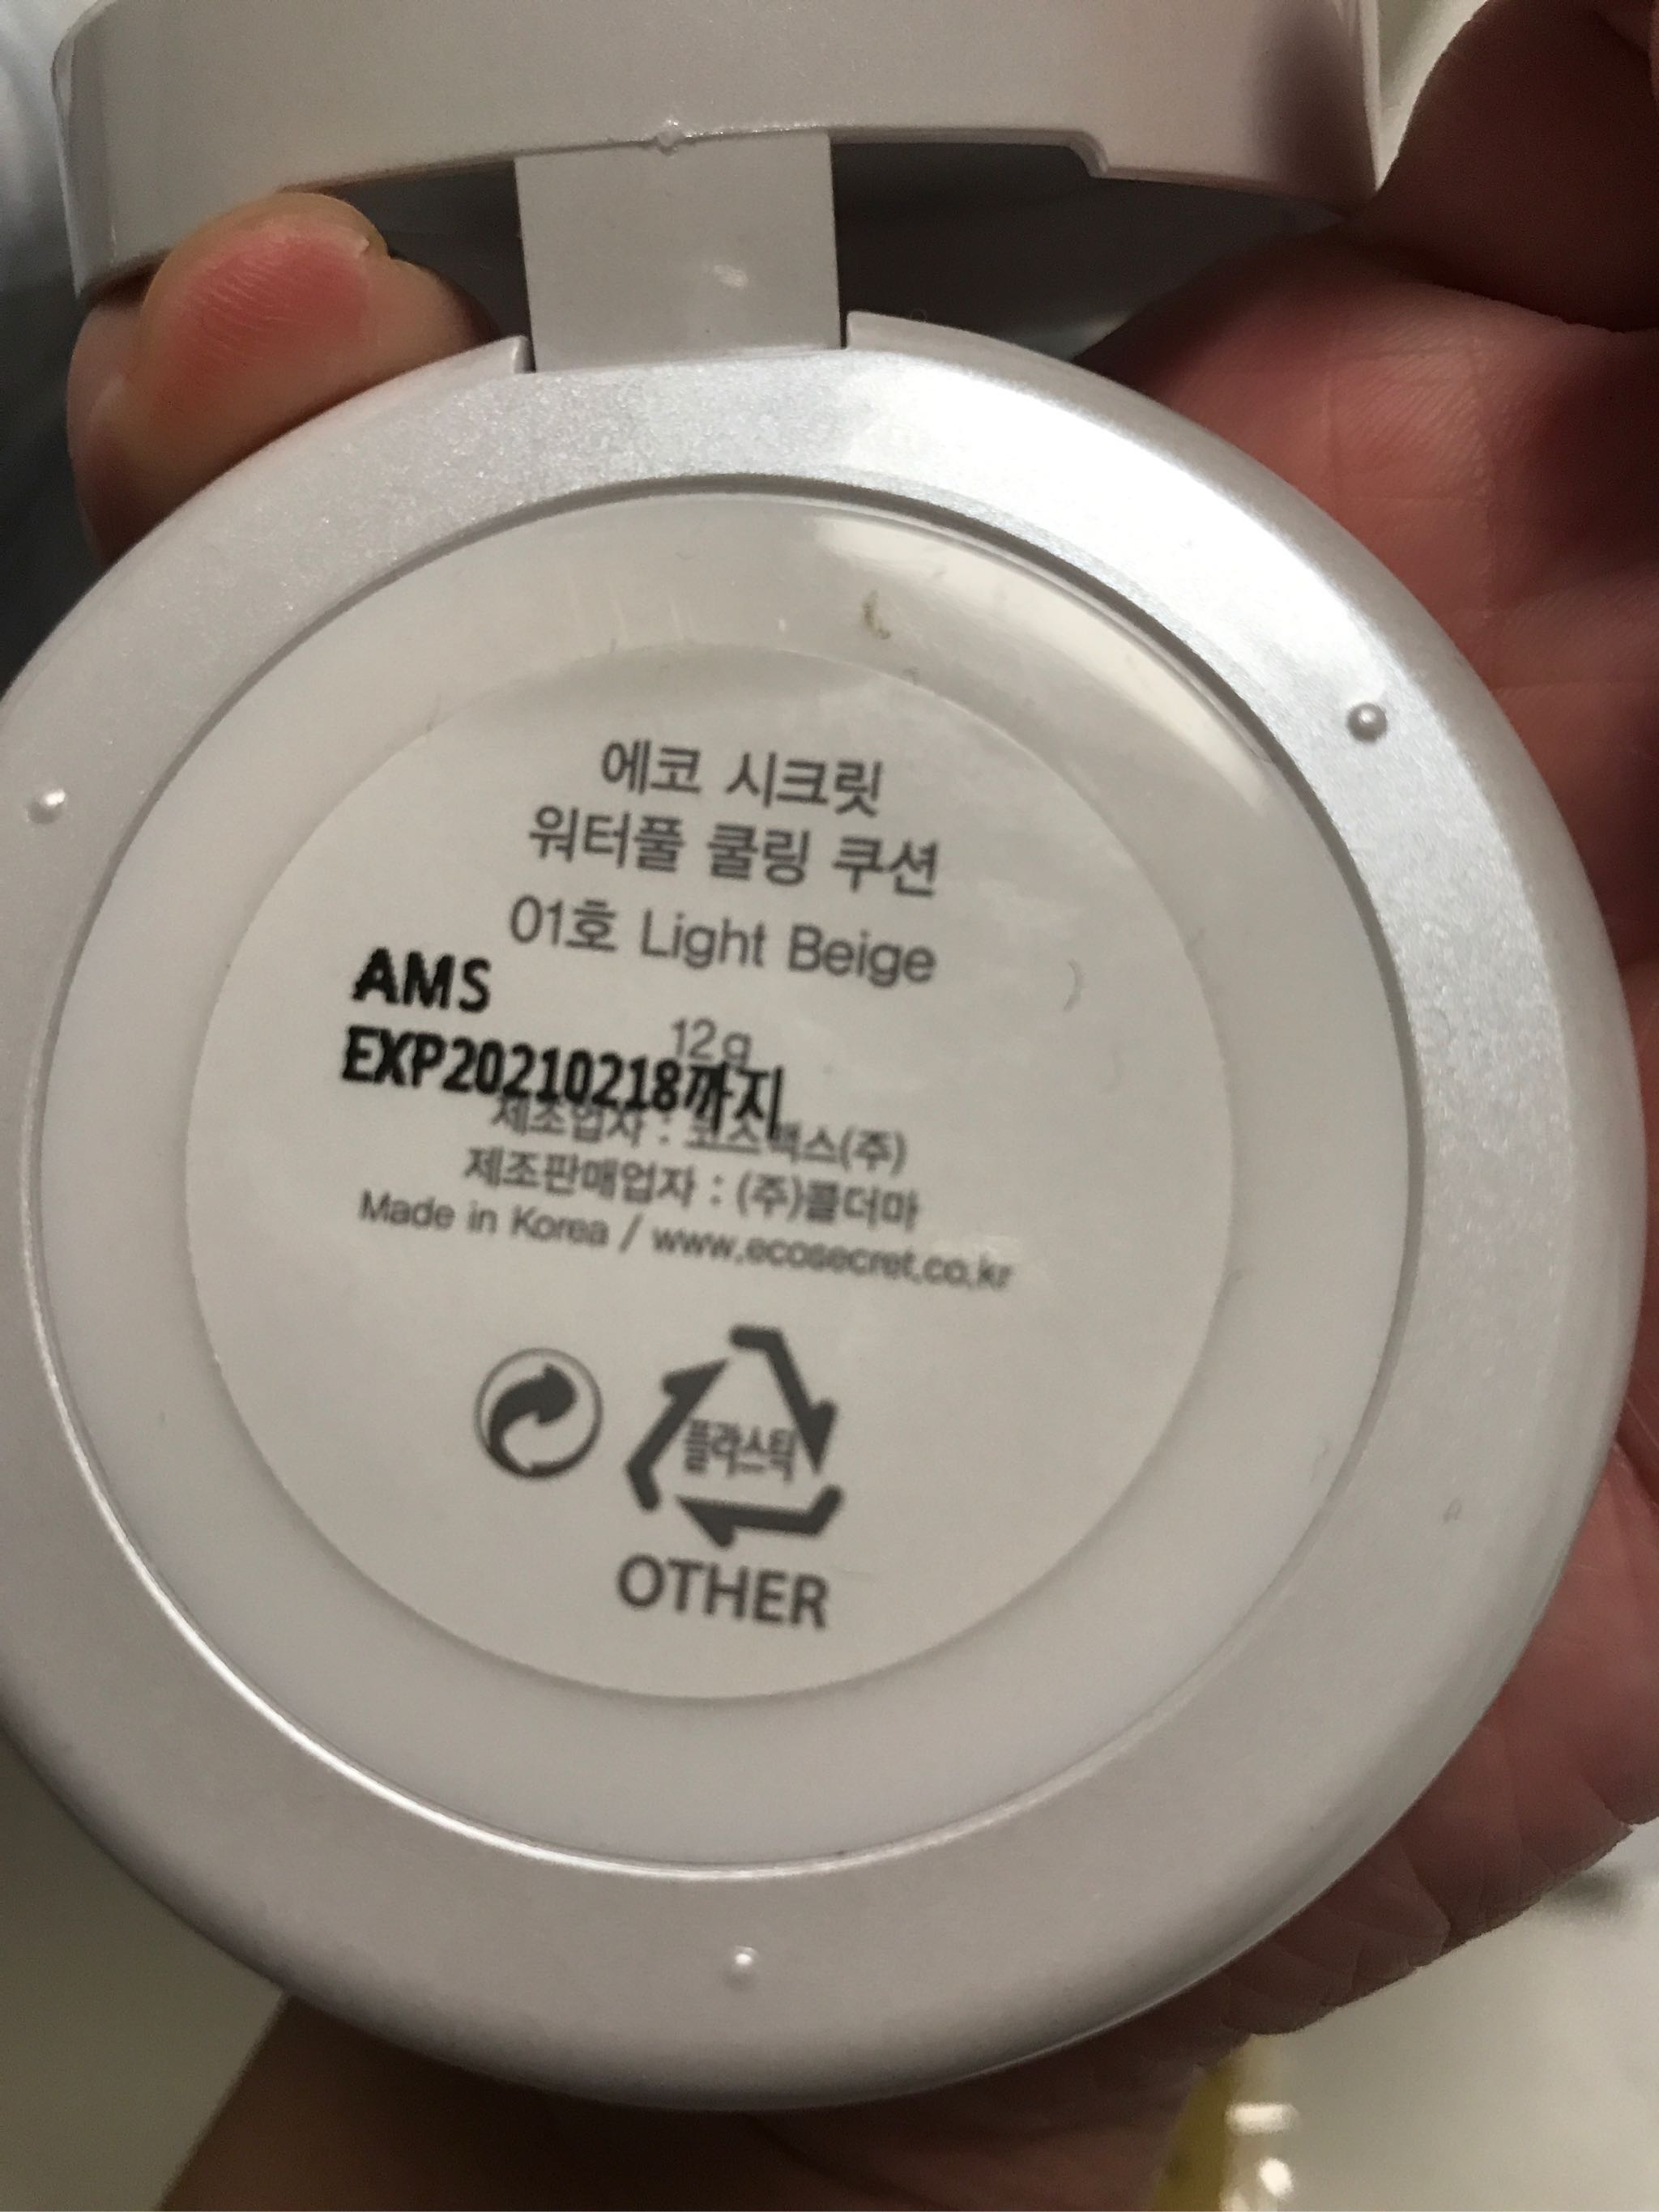 에코 시크릿
워터풀 쿨링 쿠션
01호 Light Beige
AMS
12g
EXP20210218까지
제조업자 : 코스맥스(주)
제조판매업자 : (주)콜더마
Made in Korea / www.ecosecret.co.kr
플라스틱
OTHER